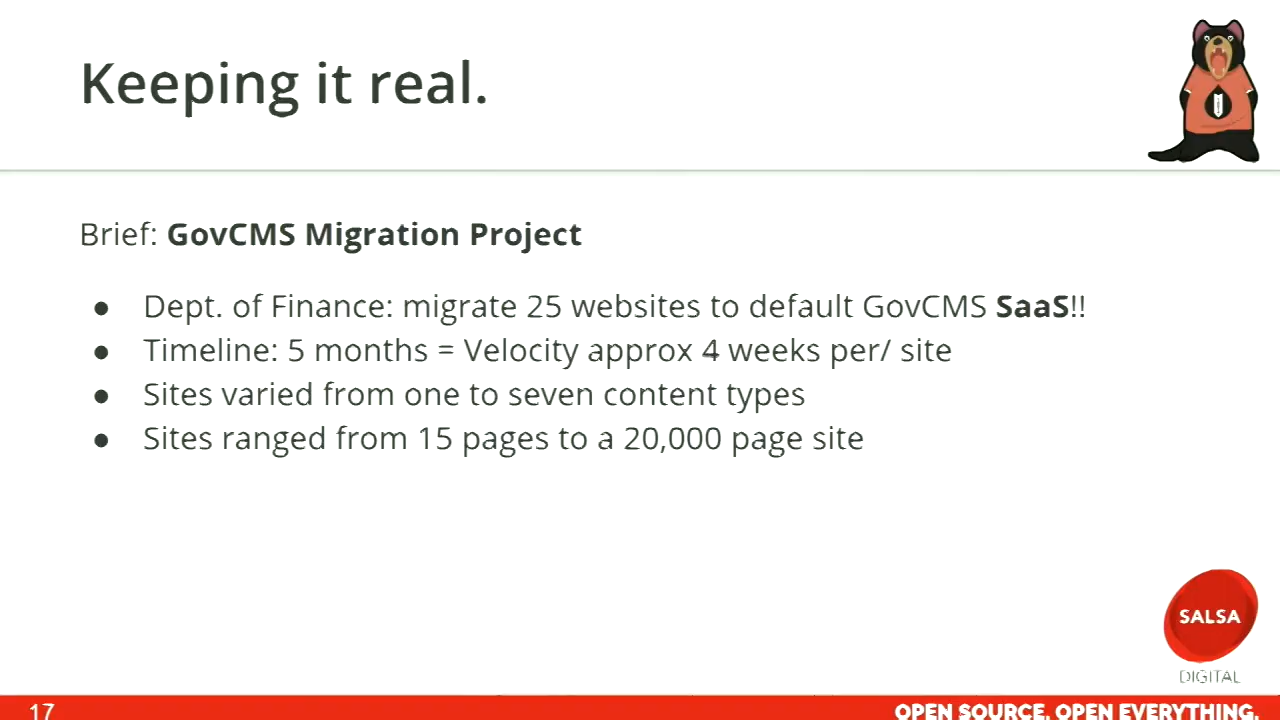 Keeping it real.
Brief: GovCMS Migration Project
● Dept. of Finance: migrate 25 websites to default GovCMS SaaS!!
● Timeline: 5 months = Velocity approx 4 weeks per/ site
● Sites varied from one to seven content types
● Sites ranged from 15 pages to a 20,000 page site
SALSA
DIGITAL
17
OPEN SOURCE. OPEN EVERYTHING.